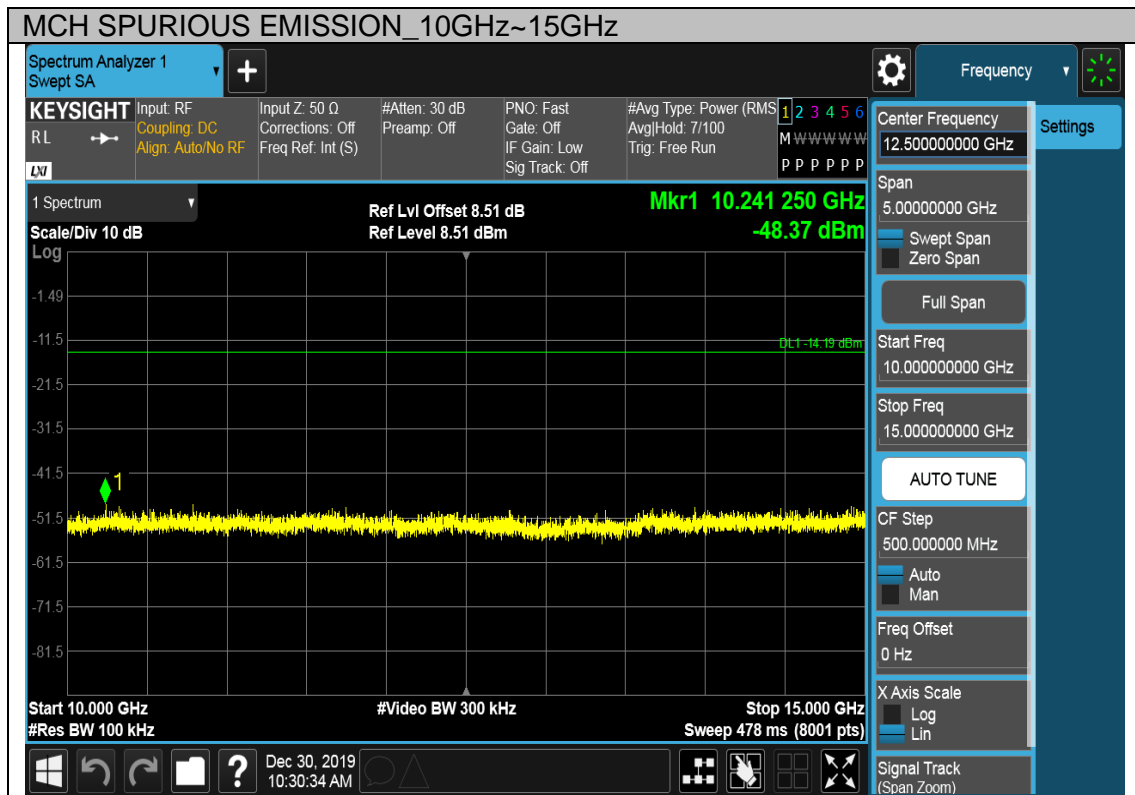 MCH SPURIOUS EMISSION_10GHz~15GHz
Spectrum Analyzer 1
Swept SA
+
Frequency
KEYSIGHT
RL
LXI
Input: RF
Coupling: DC
Align: Auto/No RF
Input Z: 50 Ω
Corrections: Off
Freq Ref: Int (S)
#Atten: 30 dB
Preamp: Off
PNO: Fast
Gate: Off
IF Gain: Low
Sig Track: Off
#Avg Type: Power (RMS
Avg|Hold: 7/100
Trig: Free Run
1 2 3 4 5 6
M W W W W W
P P P P P P
Center Frequency
12.500000000 GHz
Settings
1 Spectrum
Scale/Div 10 dB
Ref Lvl Offset 8.51 dB
Ref Level 8.51 dBm
Mkr1 10.241 250 GHz
-48.37 dBm
Span
5.00000000 GHz
Swept Span
Zero Span
Full Span
Start Freq
10.000000000 GHz
Stop Freq
15.000000000 GHz
AUTO TUNE
CF Step
500.000000 MHz
Auto
Man
Freq Offset
0 Hz
X Axis Scale
Log
Lin
Signal Track
(Span Zoom)
Log
-1.49
-11.5
DL1 -14.19 dBm
-21.5
-31.5
-41.5
1
-51.5
-61.5
-71.5
-81.5
Start 10.000 GHz
#Video BW 300 kHz
Stop 15.000 GHz
#Res BW 100 kHz
Sweep 478 ms (8001 pts)
?
Dec 30, 2019
10:30:34 AM